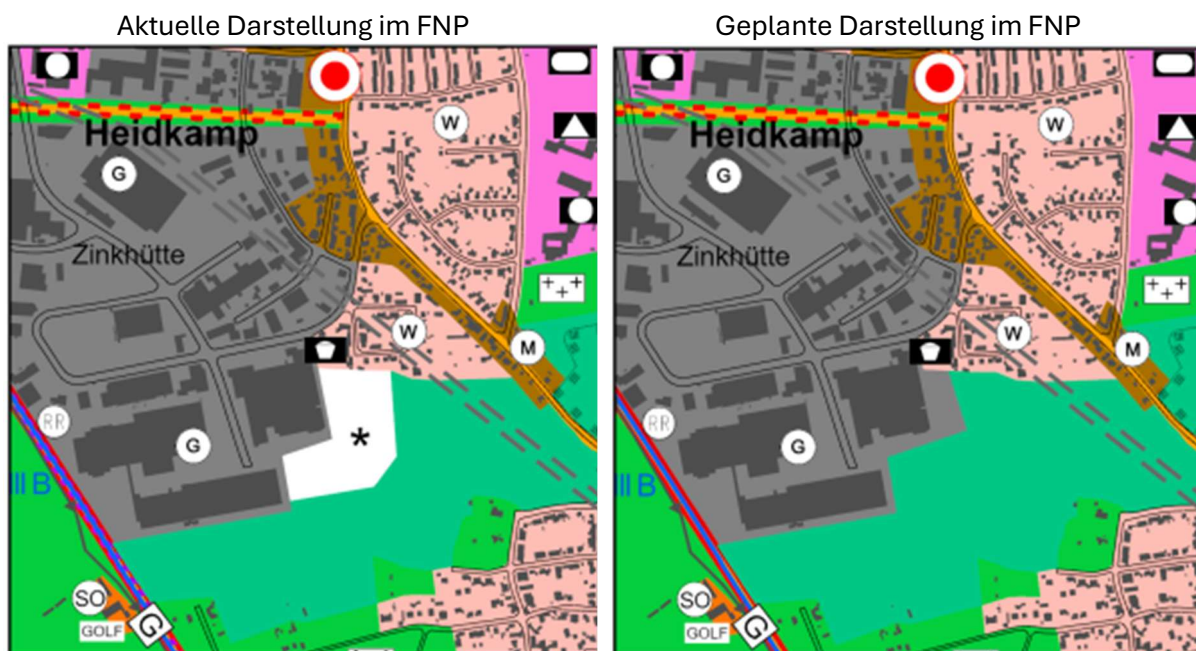 Aktuelle Darstellung im FNP
Geplante Darstellung im FNP
W
Heidkamp
G
Zinkhütte
W
M
RR
*
G
III B
SO
GOLF
G
W
Heidkamp
G
Zinkhütte
W
M
RR
G
III B
SO
GOLF
G